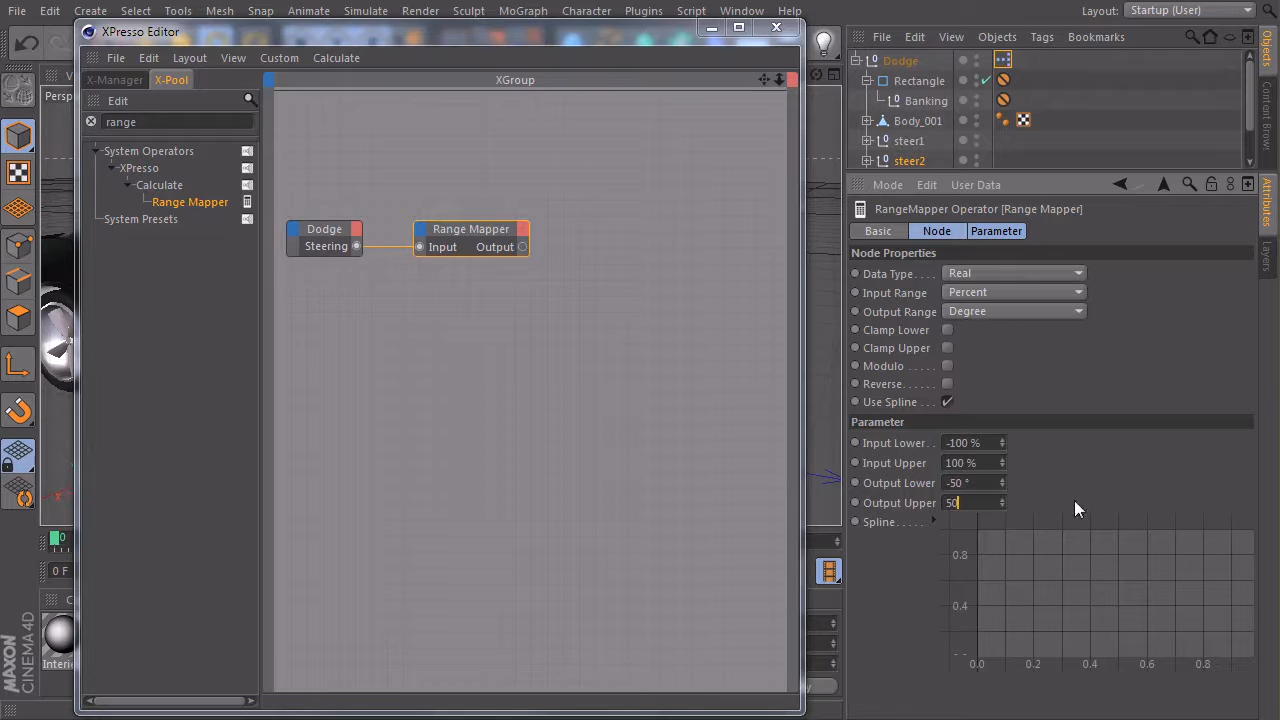 File Edit Create Select Tools Mesh Snap Animate Simulate Render Sculpt MoGraph Character Plugins Script Window Help Layout: Startup (User)
XPresso Editor
File Edit Layout View Custom Calculate
X-Manager X-Pool
XGroup
Edit
range
System Operators
XPresso
Calculate
Range Mapper
System Presets
Dodge
Steering
Range Mapper
Input Output
Persp
0
0 F
Interie
MAXON
CINEMA 4D
File Edit View Objects Tags Bookmarks
Dodge
Rectangle
Banking
Body_001
steer1
steer2
Objects
Content Browser
Attributes
Layers
Mode Edit User Data
RangeMapper Operator [Range Mapper]
Basic Node Parameter
Node Properties
Data Type. . . . Real
Input Range Percent
Output Range Degree
Clamp Lower
Clamp Upper
Modulo
Reverse. . . . . .
Use Spline . . .
Parameter
Input Lower. . -100 %
Input Upper 100 %
Output Lower -50 °
Output Upper 50
Spline. . . . .
0.8
0.4
0.0 0.2 0.4 0.6 0.8